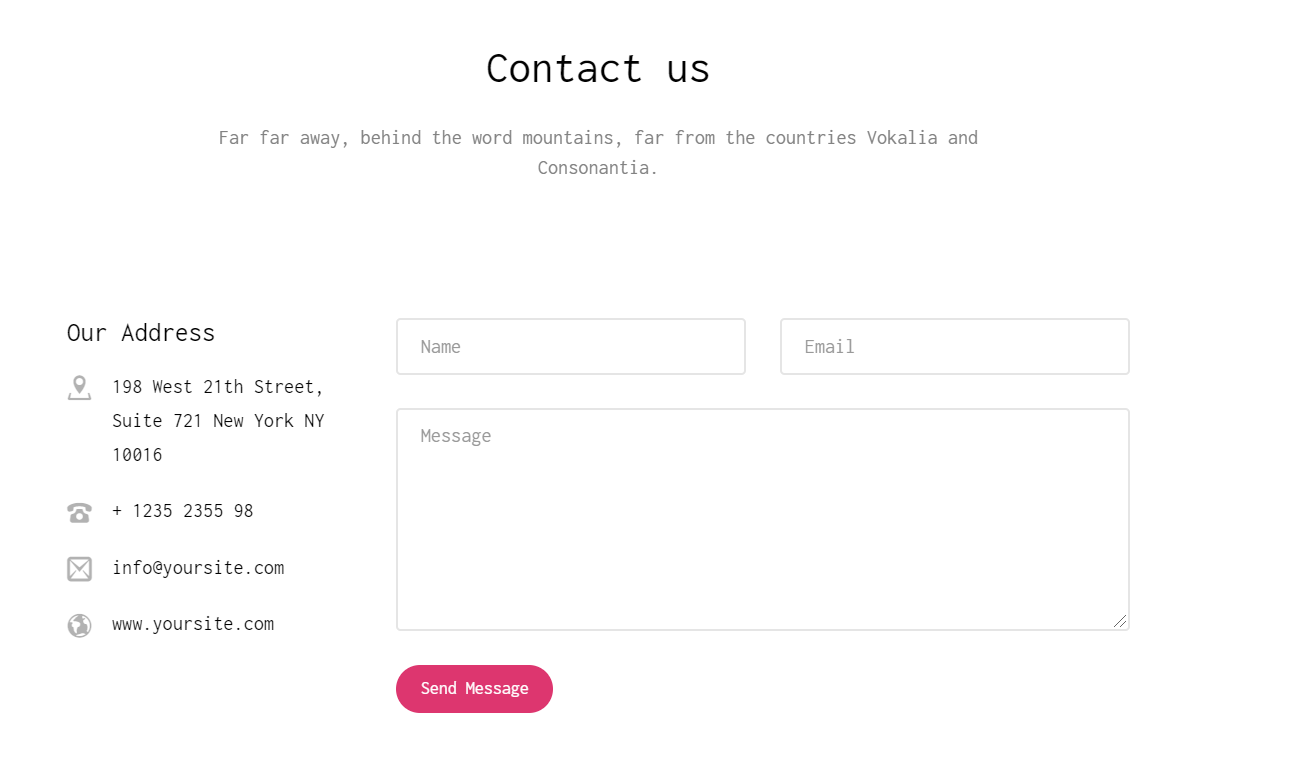 Contact us
Far far away, behind the word mountains, far from the countries Vokalia and
Consonantia.
Our Address
198 West 21th Street,
Suite 721 New York NY
10016
+ 1235 2355 98
info@yoursite.com
www.yoursite.com
Name
Email
Message
Send Message